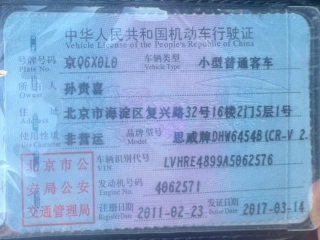 中华人民共和国机动车行驶证
Vehicle License of the People's Republic of China
号牌号码 京Q6X0L0 车辆类型 小型普通客车
Plate No. Vehicle Type
所有人 孙贵喜
住址 北京市海淀区复兴路32号16楼2门5层1号
使用性质 非营运 品牌型号 思威牌DHW6454B(CR-V 2.
车辆识别代号 LVHRE4899A5062576
VIN
北京市公
安局公安
交通管理局
发动机号码 4062571
Engine No.
注册日期 2011-02-23 发证日期 2017-03-14
Register Date Issue Date